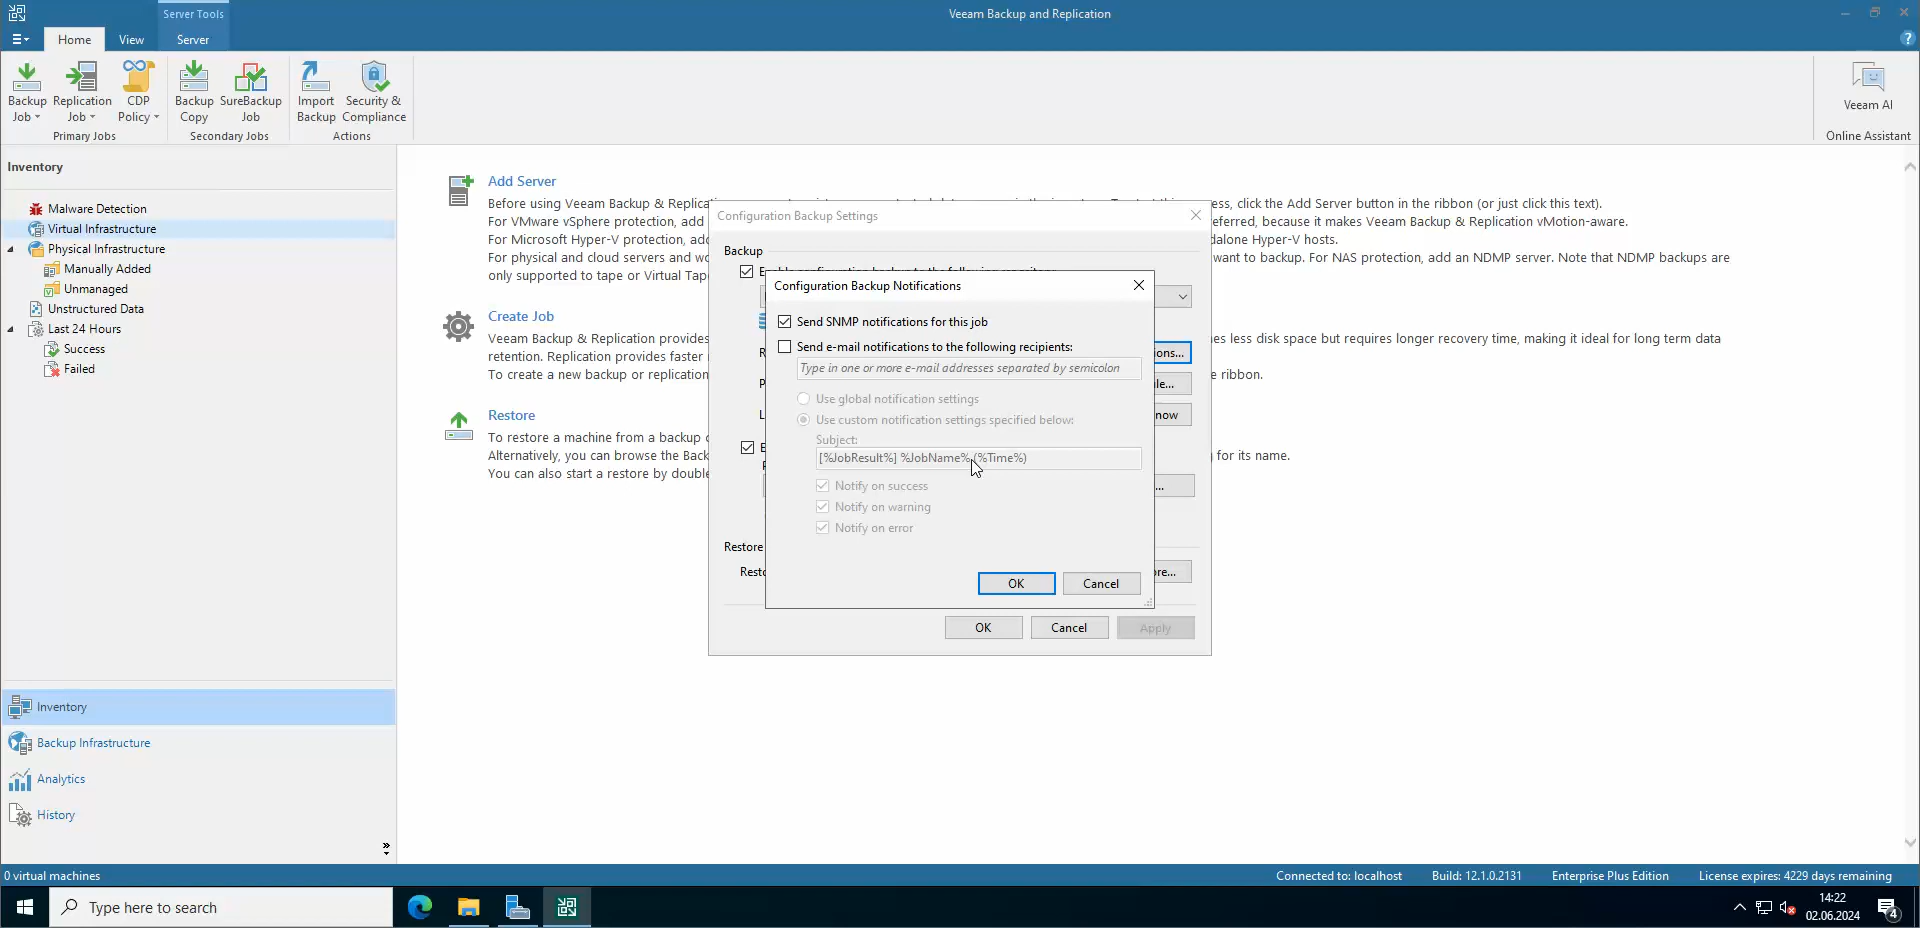 Server Tools
Veeam Backup and Replication
Home
View
Server
Backup Job
Replication Job
CDP Policy
Primary Jobs
Backup Copy
SureBackup Job
Secondary Jobs
Import Backup
Security & Compliance
Actions
Veeam AI
Online Assistant
Inventory
Malware Detection
Virtual Infrastructure
Physical Infrastructure
Manually Added
Unmanaged
Unstructured Data
Last 24 Hours
Success
Failed
Inventory
Backup Infrastructure
Analytics
History
Add Server
Before using Veeam Backup & Replica
ess, click the Add Server button in the ribbon (or just click this text).
For VMware vSphere protection, add
eferred, because it makes Veeam Backup & Replication vMotion-aware.
For Microsoft Hyper-V protection, add
dalone Hyper-V hosts.
For physical and cloud servers and wo
want to backup. For NAS protection, add an NDMP server. Note that NDMP backups are
only supported to tape or Virtual Tap
Create Job
Veeam Backup & Replication provides
es less disk space but requires longer recovery time, making it ideal for long term data
retention. Replication provides faster
To create a new backup or replication
e ribbon.
Restore
To restore a machine from a backup
Alternatively, you can browse the Back
g for its name.
You can also start a restore by double
Configuration Backup Settings
Backup
ions...
ule...
now
...
Restore
Resto
ore...
OK
Cancel
Apply
Configuration Backup Notifications
Send SNMP notifications for this job
Send e-mail notifications to the following recipients:
Type in one or more e-mail addresses separated by semicolon
Use global notification settings
Use custom notification settings specified below:
Subject:
[%JobResult%] %JobName% (%Time%)
Notify on success
Notify on warning
Notify on error
OK
Cancel
0 virtual machines
Connected to: localhost
Build: 12.1.0.2131
Enterprise Plus Edition
License expires: 4229 days remaining
Type here to search
14:22
02.06.2024
4